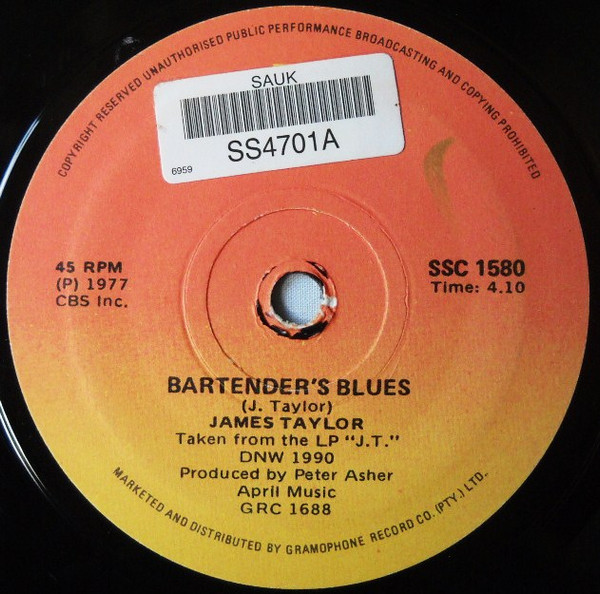 COPYRIGHT RESERVED UNAUTHORISED PUBLIC PERFORMANCE BROADCASTING AND COPYING PROHIBITED
SAUK
SS4701A
6959
45 RPM
(P) 1977
CBS Inc.
SSC 1580
Time: 4.10
BARTENDER'S BLUES
(J. Taylor)
JAMES TAYLOR
Taken from the LP "J.T."
DNW 1990
Produced by Peter Asher
April Music
GRC 1688
MARKETED AND DISTRIBUTED BY GRAMOPHONE RECORD CO. (PTY.) LTD.